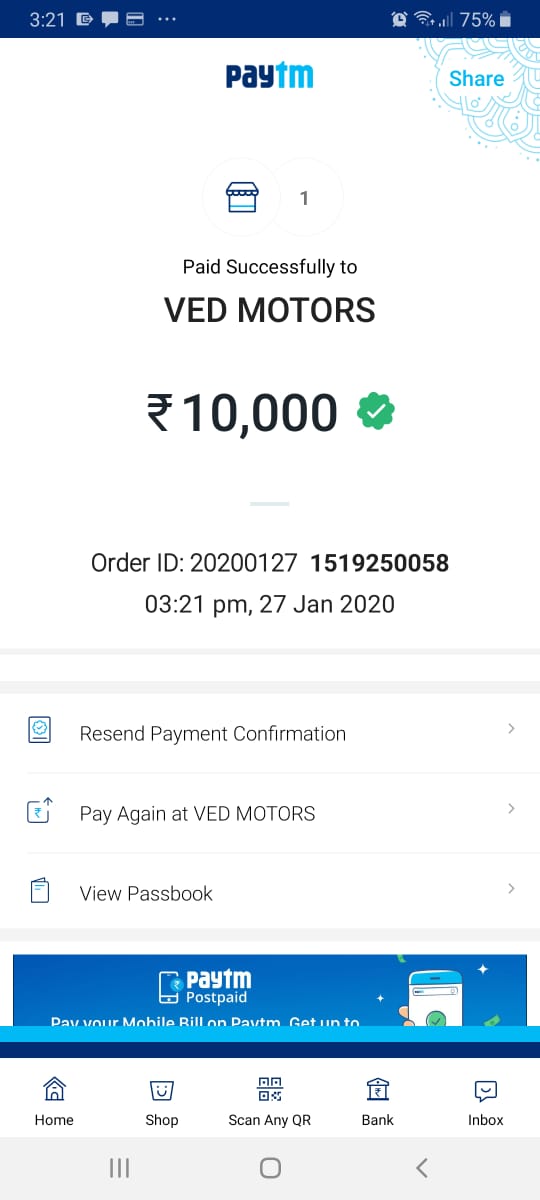 3:21 75%
paytm
Share
1
Paid Successfully to
VED MOTORS
₹10,000
Order ID: 20200127 1519250058
03:21 pm, 27 Jan 2020
Resend Payment Confirmation
Pay Again at VED MOTORS
View Passbook
paytm
Postpaid
Pay your Mobile Bill on Paytm. Get up to
Home Shop Scan Any QR Bank Inbox